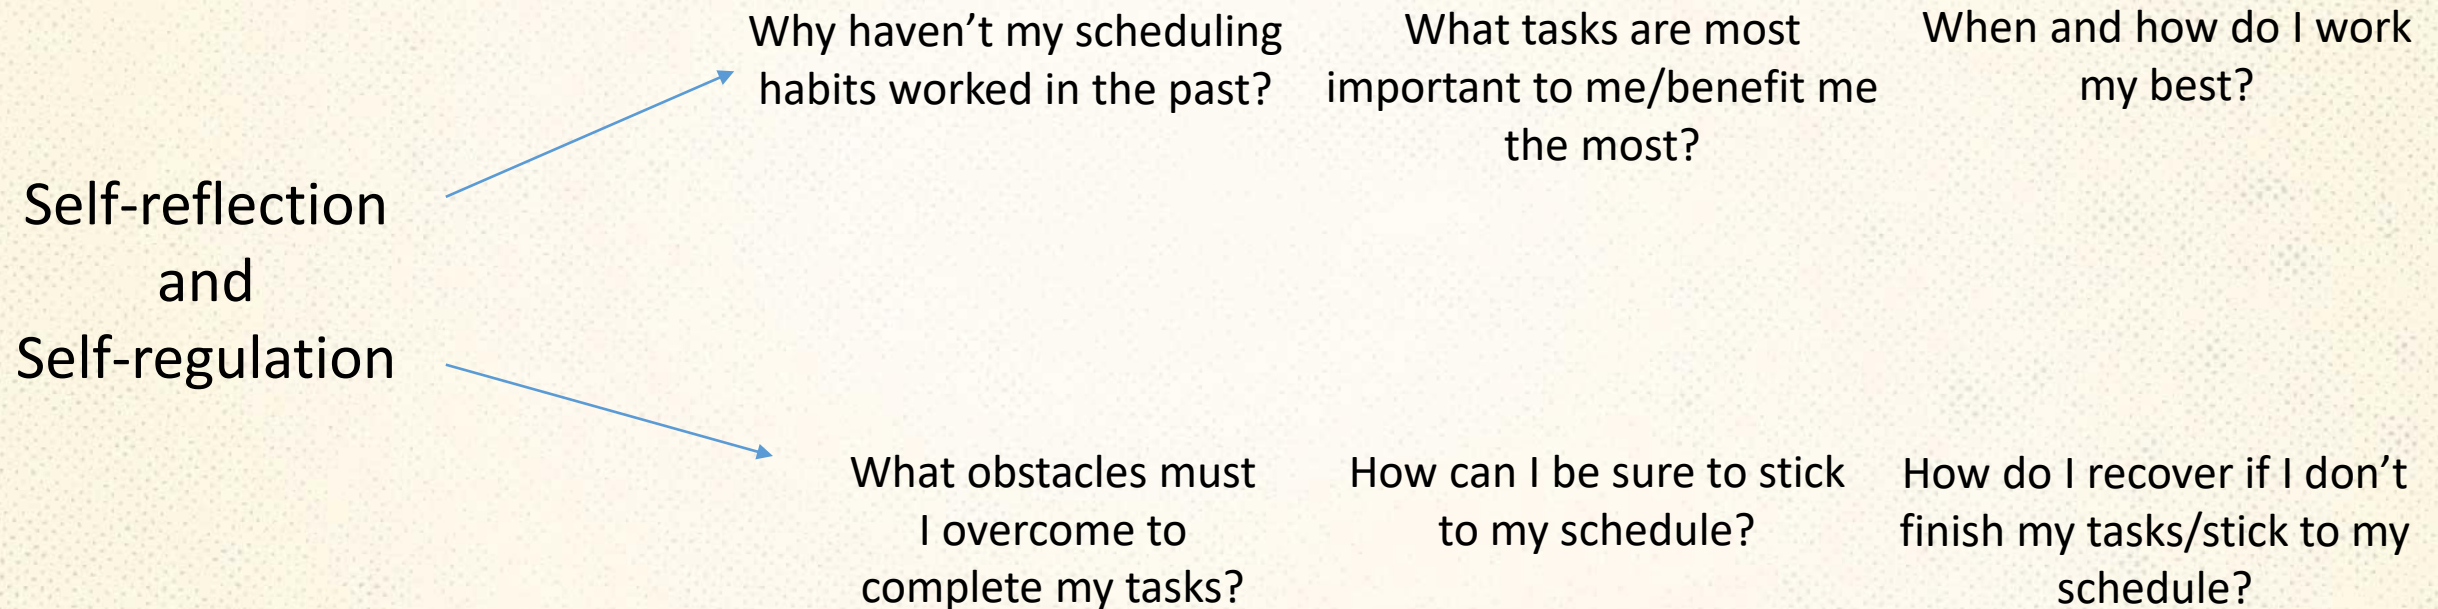 Self-reflection
and
Self-regulation
Why haven’t my scheduling
habits worked in the past?
What tasks are most
important to me/benefit me
the most?
When and how do I work
my best?
What obstacles must
I overcome to
complete my tasks?
How can I be sure to stick
to my schedule?
How do I recover if I don’t
finish my tasks/stick to my
schedule?